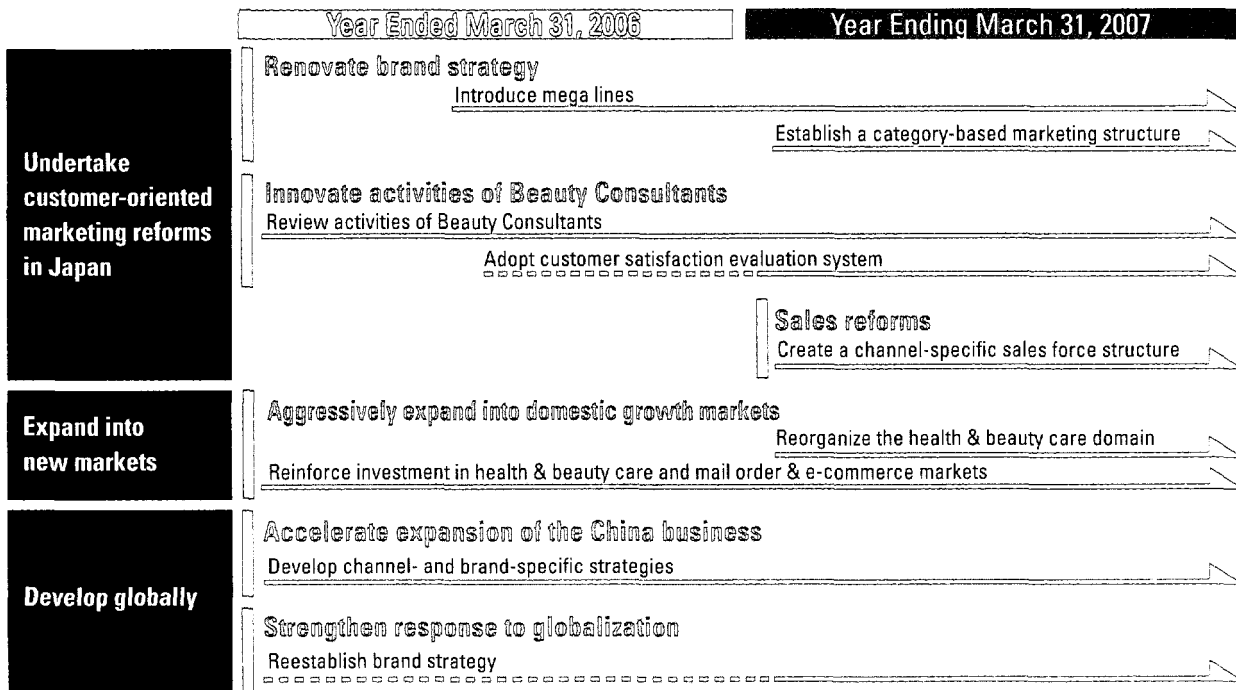 Year Ended March 31, 2006
Year Ending March 31, 2007
Undertake
customer-oriented
marketing reforms
in Japan
Renovate brand strategy
Introduce mega lines
Establish a category-based marketing structure
Innovate activities of Beauty Consultants
Review activities of Beauty Consultants
Adopt customer satisfaction evaluation system
Sales reforms
Create a channel-specific sales force structure
Expand into
new markets
Aggressively expand into domestic growth markets
Reorganize the health & beauty care domain
Reinforce investment in health & beauty care and mail order & e-commerce markets
Develop globally
Accelerate expansion of the China business
Develop channel- and brand-specific strategies
Strengthen response to globalization
Reestablish brand strategy